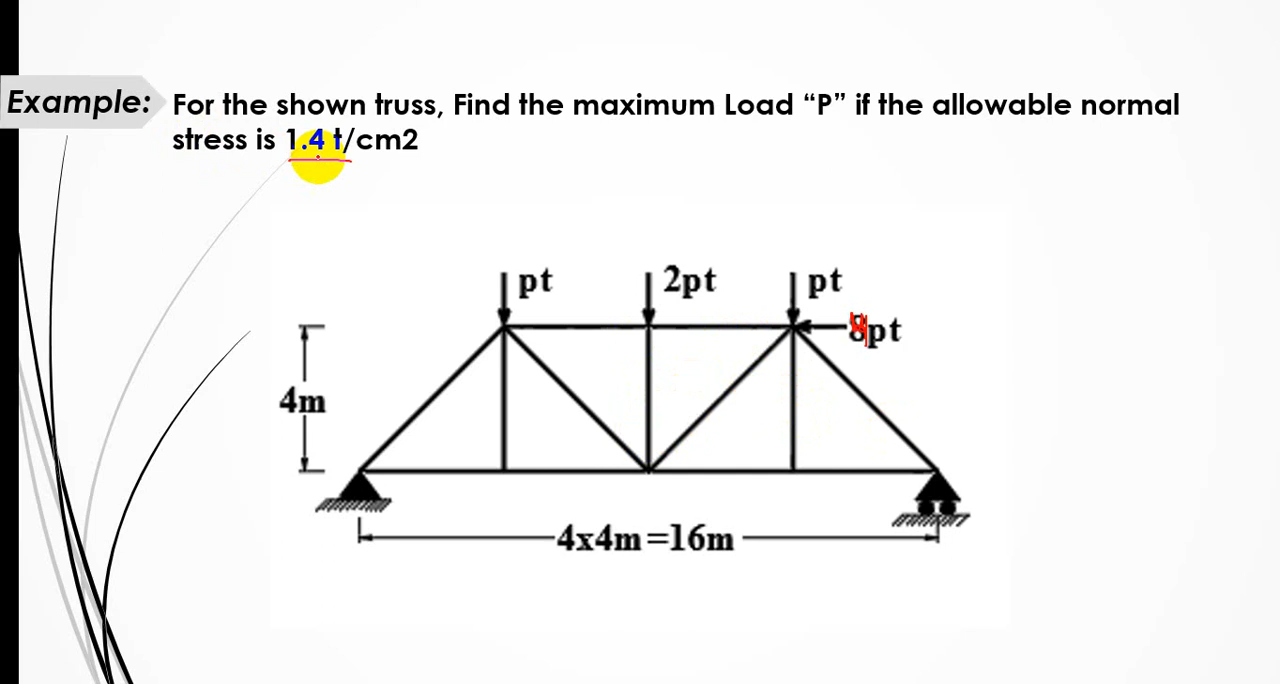 Example:
For the shown truss, Find the maximum Load “P” if the allowable normal
stress is 1.4 t/cm2
pt 2pt pt
pt
4m
4x4m=16m